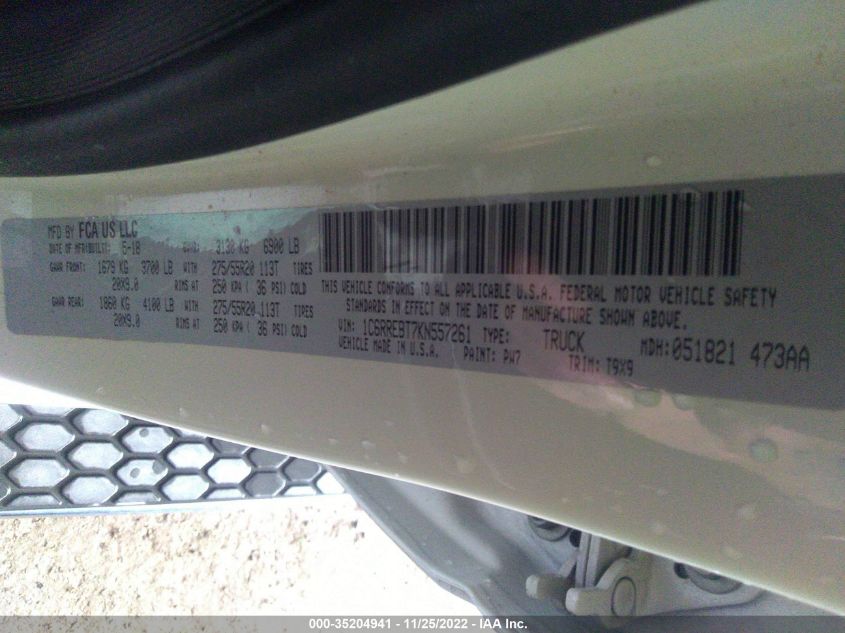 MFD BY FCA US LLC
DATE OF MFR(BUILT): 5-18 GVWR: 3130 KG 6900 LB
GAWR FRONT: 1679 KG 3700 LB WITH 275/55R20 113T TIRES
20X9.0 RIMS AT 250 KPA ( 36 PSI) COLD
GAWR REAR: 1860 KG 4100 LB WITH 275/55R20 113T TIRES
20X9.0 RIMS AT 250 KPA ( 36 PSI) COLD
THIS VEHICLE CONFORMS TO ALL APPLICABLE U.S.A. FEDERAL MOTOR VEHICLE SAFETY
STANDARDS IN EFFECT ON THE DATE OF MANUFACTURE SHOWN ABOVE.
VIN: 1C6RREBT7KN557261 TYPE: TRUCK MDH: 051821 473AA
VEHICLE MADE IN U.S.A. PAINT: PW7 TRIM: T9X9
000-35204941 - 11/25/2022 - IAA Inc.